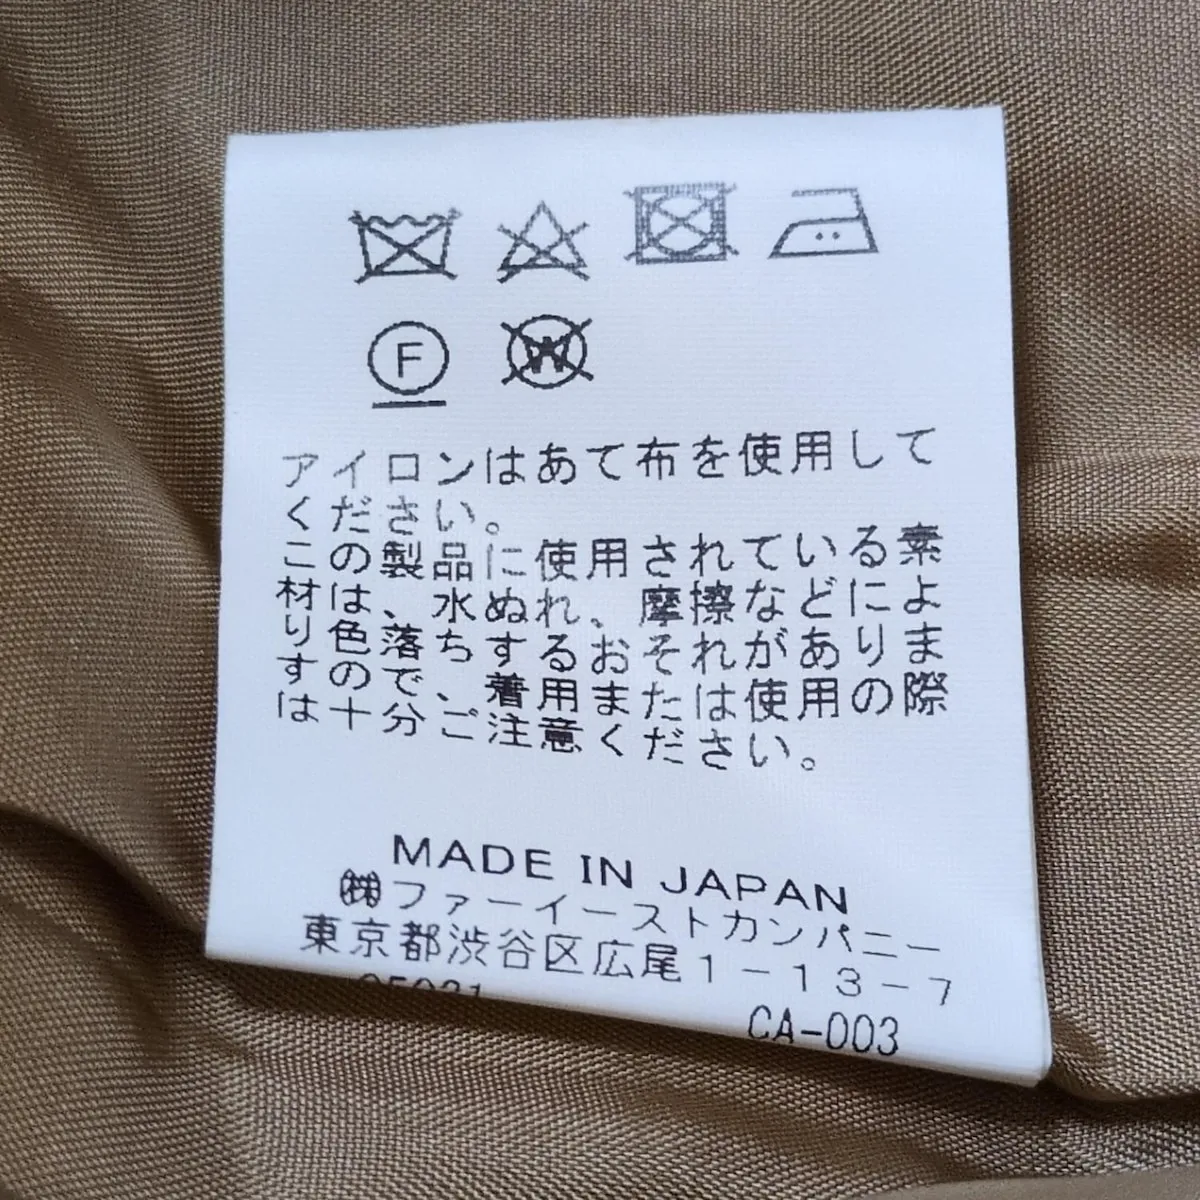 F
W
アイロンはあて布を使用して
ください。
この製品に使用されている素
材は、水ぬれ、摩擦などによ
り色落ちするおそれがありま
すので、着用または使用の際
は十分ご注意ください。
MADE IN JAPAN
㈱ファーイーストカンパニー
東京都渋谷区広尾1-13-7
CA-003